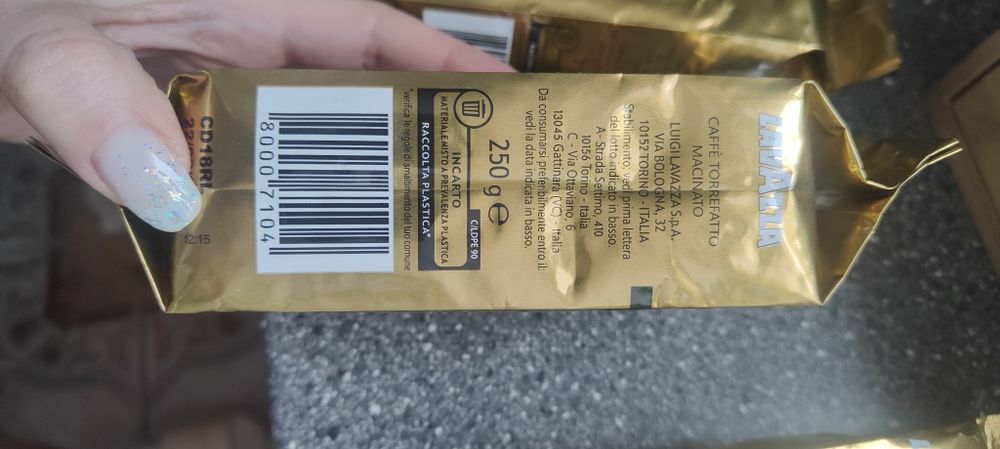 LAVAZZA
CAFFÈ TORREFATTO
MACINATO
LUIGI LAVAZZA S.p.A.
VIA BOLOGNA, 32
10152 TORINO - ITALIA
Stabilimento: vedi prima lettera
del lotto indicato in basso.
A - Strada Settimo, 410
10156 Torino - Italia
C - Via Ottaviano, 6
13045 Gattinara (VC) - Italia
Da consumarsi preferibilmente entro il:
vedi la data indicata in basso.
250 g e
C/LDPE 90
INCARTO
MATERIALE MISTO A PREVALENZA PLASTICA
RACCOLTA PLASTICA*
*verifica le regole di smaltimento del tuo comune
80007104
CD18RL
12:15